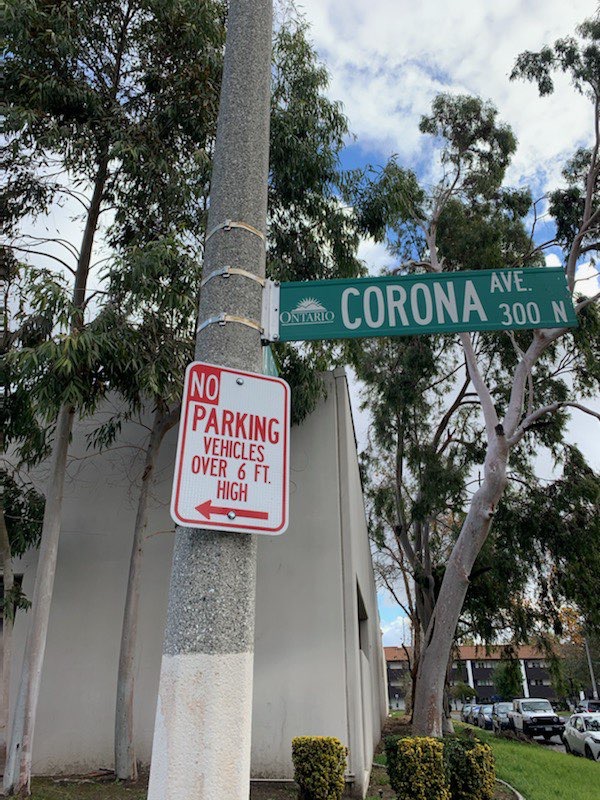 ONTARIO
CORONA AVE.
300 N
NO
PARKING
VEHICLES
OVER 6 FT.
HIGH